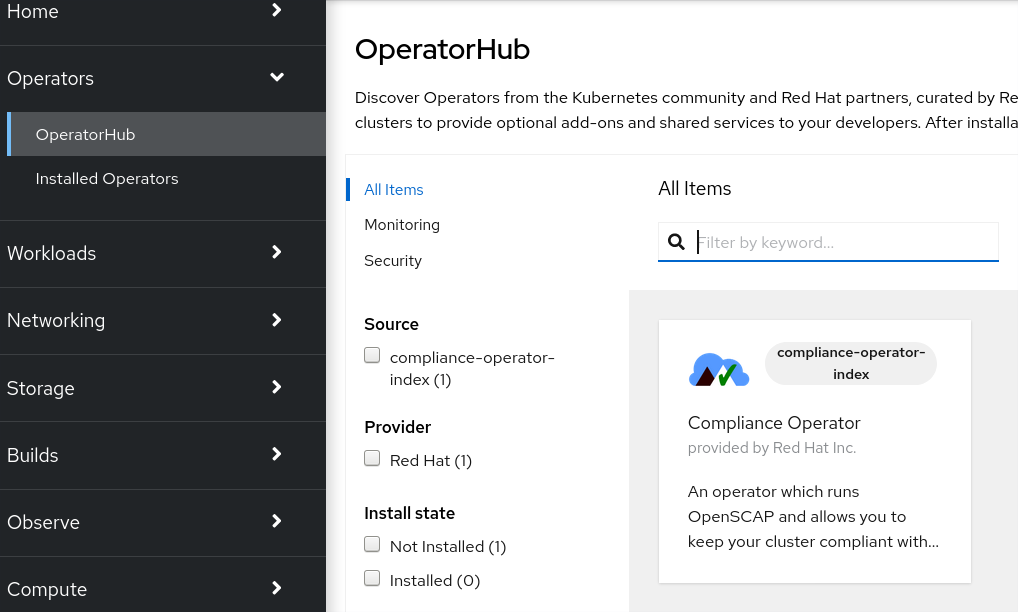 Home
Operators
OperatorHub
Installed Operators
Workloads
Networking
Storage
Builds
Observe
Compute
OperatorHub
Discover Operators from the Kubernetes community and Red Hat partners, curated by Re
clusters to provide optional add-ons and shared services to your developers. After installa
All Items
Monitoring
Security
Source
compliance-operator-
index (1)
Provider
Red Hat (1)
Install state
Not Installed (1)
Installed (0)
All Items
Filter by keyword...
compliance-operator-
index
Compliance Operator
provided by Red Hat Inc.
An operator which runs
OpenSCAP and allows you to
keep your cluster compliant with...